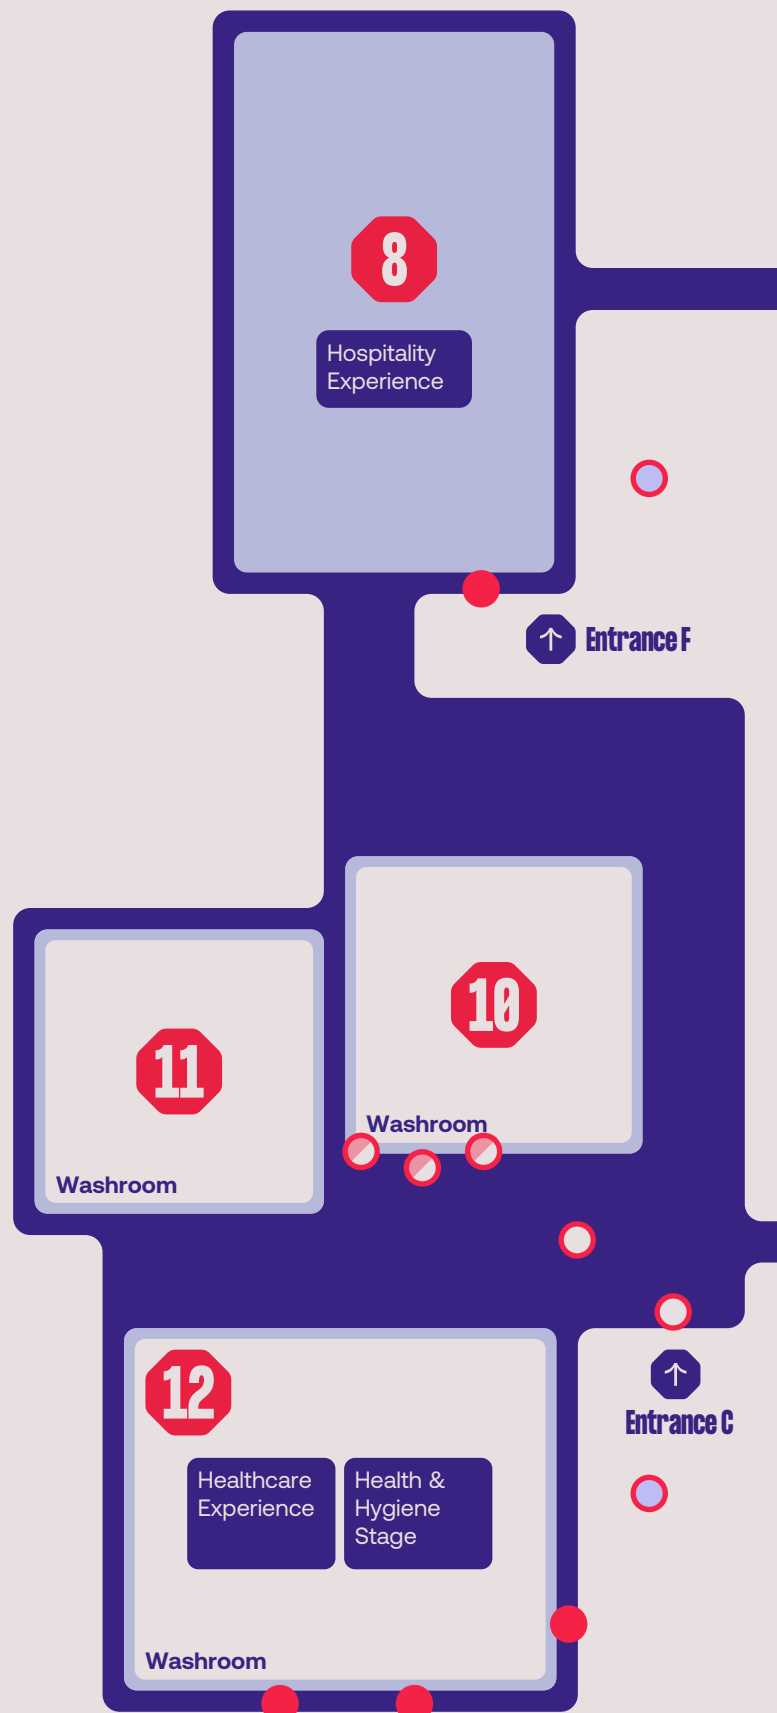 8
Hospitality
Experience
Entrance F
10
Washroom
11
Washroom
12
Entrance C
Healthcare
Experience
Health &
Hygiene
Stage
Washroom